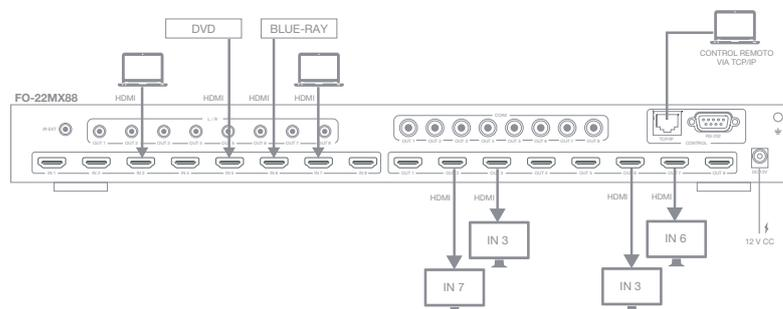 DVD
BLUE-RAY
CONTROL REMOTO
VIA TCP/IP
FO-22MX88
HDMI
HDMI
HDMI
HDMI
IR EXT
L / R
OUT 1
OUT 2
OUT 3
OUT 4
OUT 5
OUT 6
OUT 7
OUT 8
COAX
OUT 1
OUT 2
OUT 3
OUT 4
OUT 5
OUT 6
OUT 7
OUT 8
TCP/IP
RS-232
CONTROL
IN 1
IN 2
IN 3
IN 4
IN 5
IN 6
IN 7
IN 8
OUT 1
OUT 2
OUT 3
OUT 4
OUT 5
OUT 6
OUT 7
OUT 8
DC 12V
HDMI
HDMI
HDMI
HDMI
12 V CC
IN 3
IN 6
IN 7
IN 3